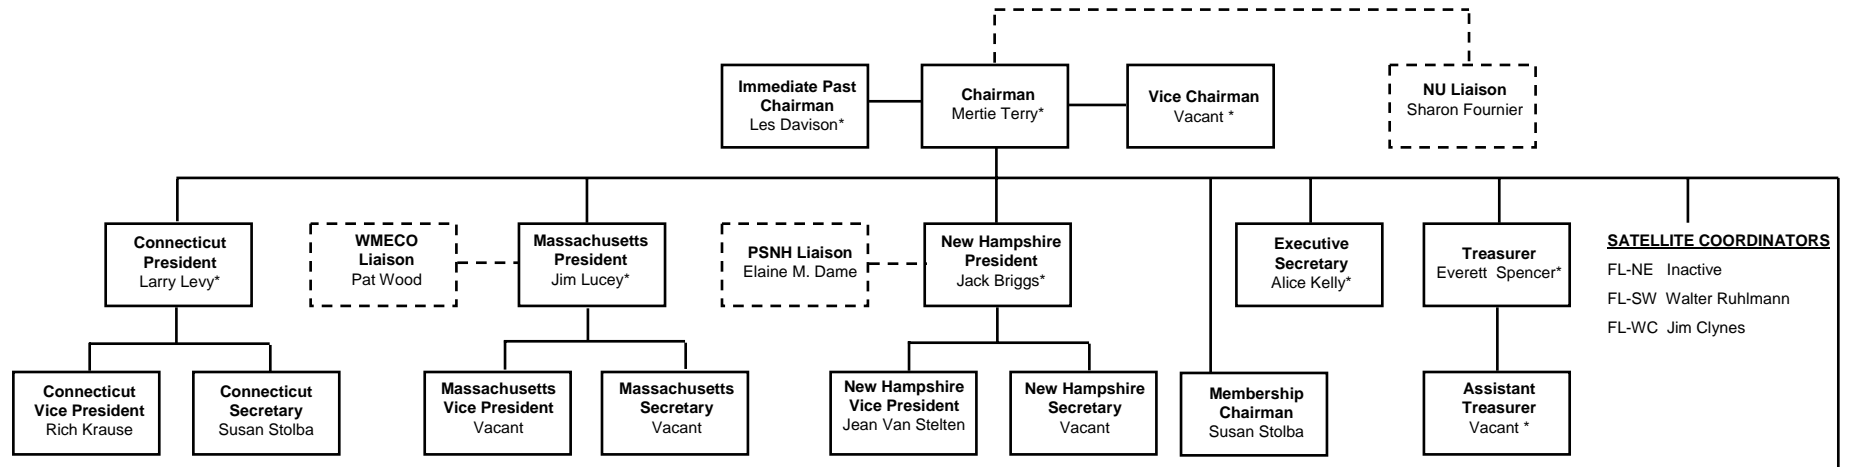 Immediate Past
Chairman
Les Davison*
Chairman
Mertie Terry*
Vice Chairman
Vacant *
NU Liaison
Sharon Fournier
Connecticut
President
Larry Levy*
WMECO
Liaison
Pat Wood
Massachusetts
President
Jim Lucey*
PSNH Liaison
Elaine M. Dame
New Hampshire
President
Jack Briggs*
Executive
Secretary
Alice Kelly*
Treasurer
Everett Spencer*
SATELLITE COORDINATORS
FL-NE Inactive
FL-SW Walter Ruhlmann
FL-WC Jim Clynes
Connecticut
Vice President
Rich Krause
Connecticut
Secretary
Susan Stolba
Massachusetts
Vice President
Vacant
Massachusetts
Secretary
Vacant
New Hampshire
Vice President
Jean Van Stelten
New Hampshire
Secretary
Vacant
Membership
Chairman
Susan Stolba
Assistant
Treasurer
Vacant *